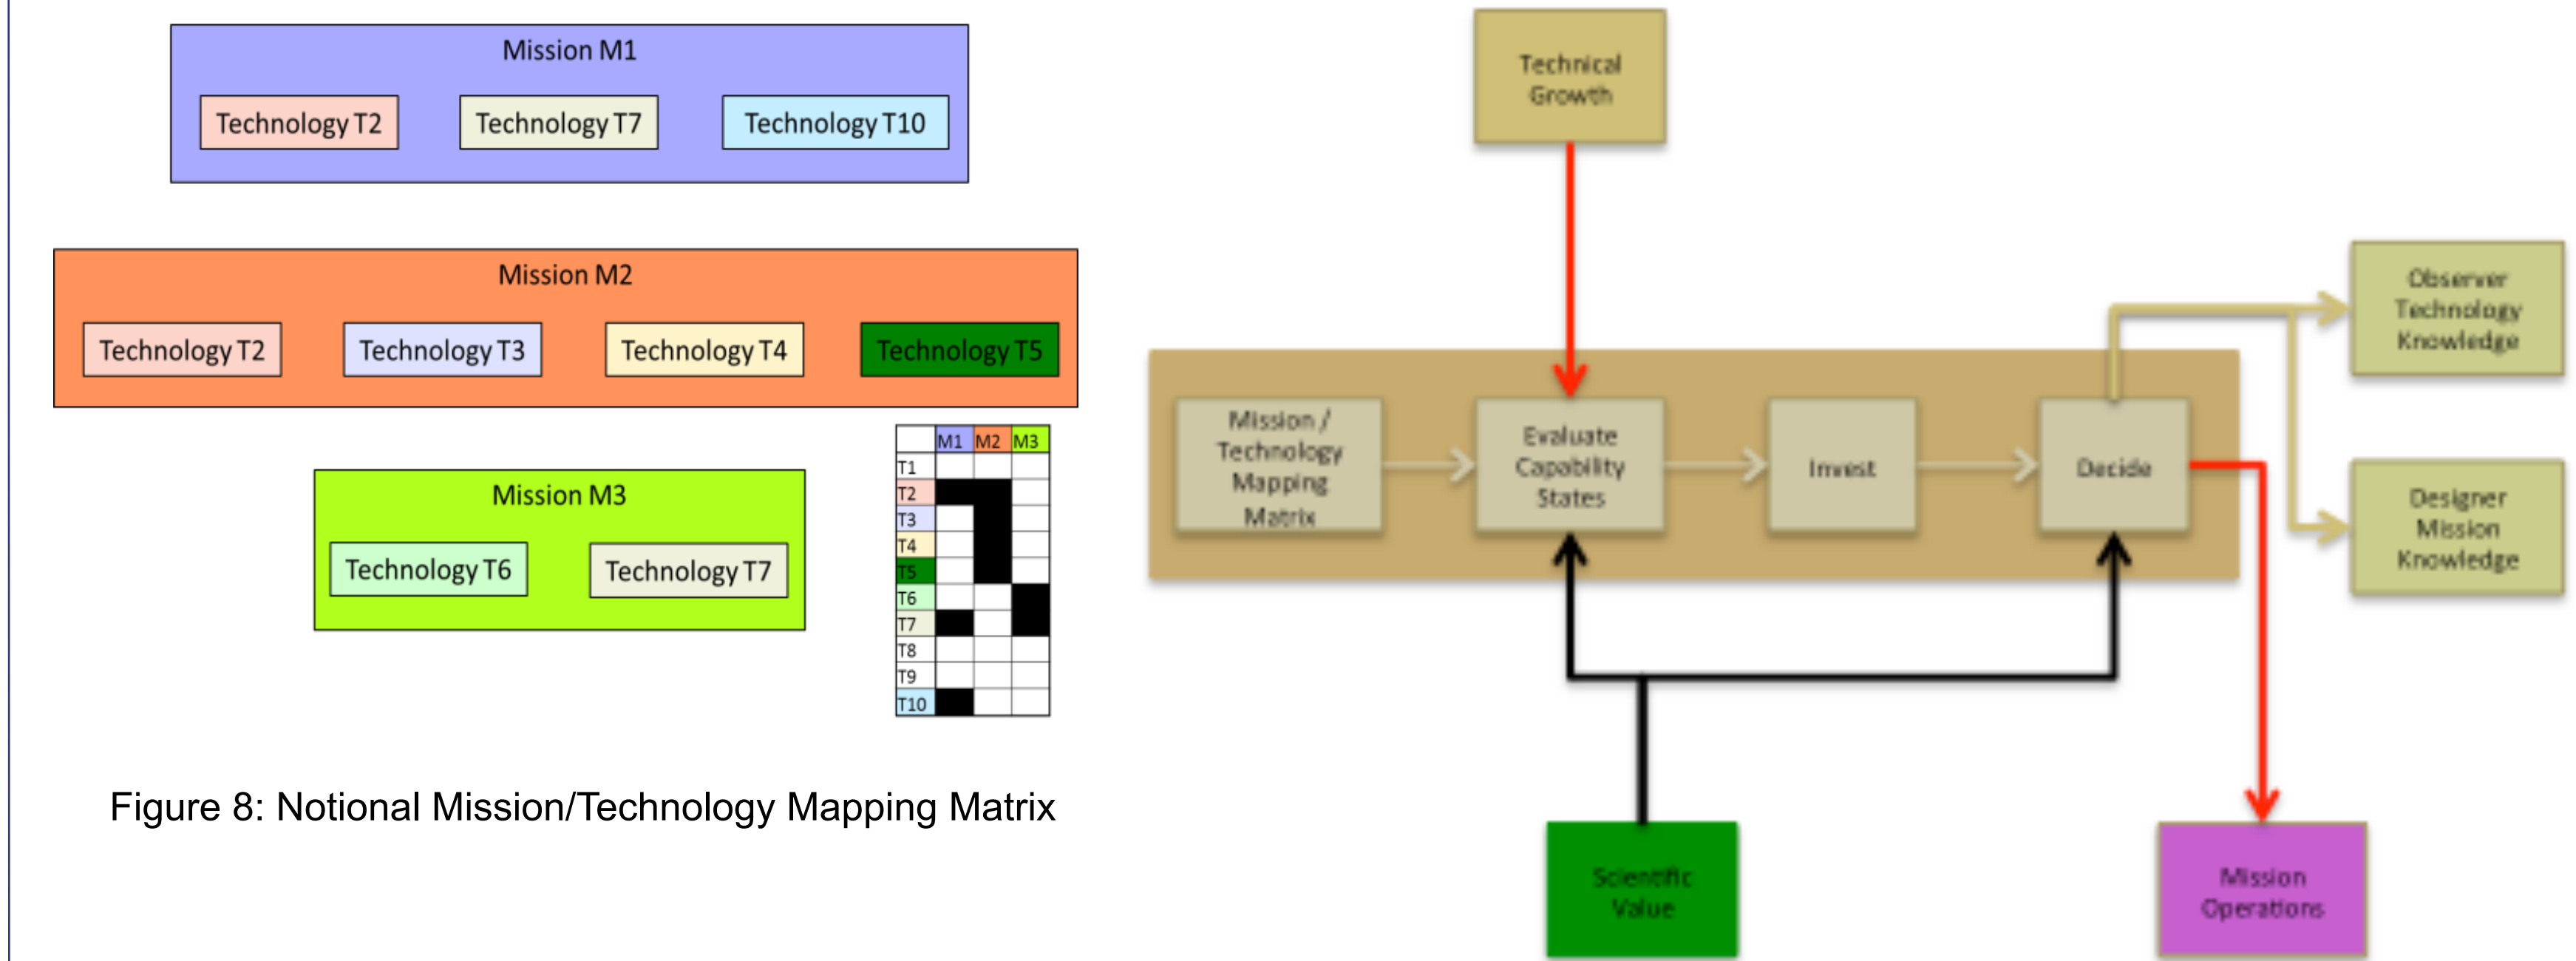 Mission M1
Technology T2
Technology T7
Technology T10
Mission M2
Technology T2
Technology T3
Technology T4
Technology T5
Mission M3
Technology T6
Technology T7
M1 M2 M3
T1
T2
T3
T4
T5
T6
T7
T8
T9
T10
Figure 8: Notional Mission/Technology Mapping Matrix
Technical
Growth
Mission /
Technology
Mapping
Matrix
Evaluate
Capability
States
Invest
Decide
Observer
Technology
Knowledge
Designer
Mission
Knowledge
Scientific
Value
Mission
Operations